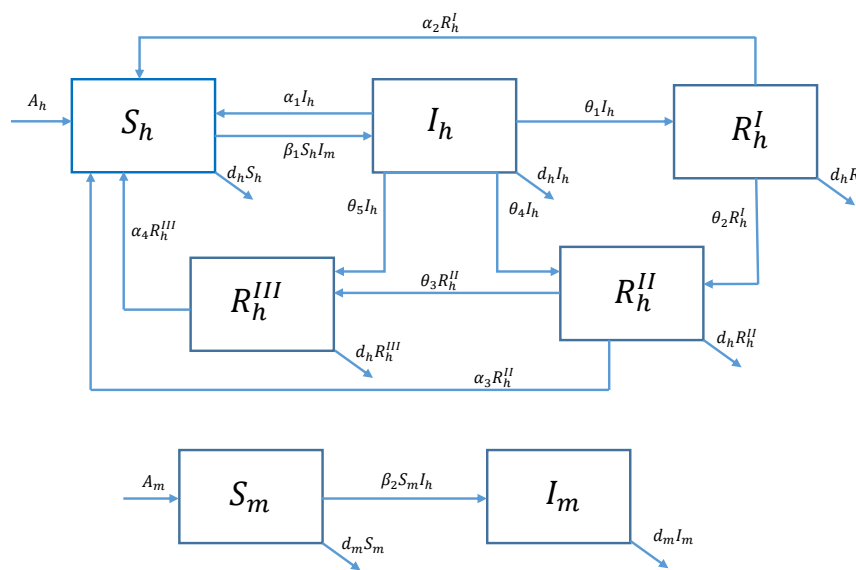 α₂R_h^I
A_h
S_h
α₁I_h
β₁S_hI_m
I_h
θ₁I_h
R_h^I
d_hS_h
d_hI_h
d_hR
θ₅I_h
θ₄I_h
θ₂R_h^I
α₄R_h^{III}
R_h^{III}
θ₃R_h^{II}
R_h^{II}
d_hR_h^{III}
d_hR_h^{II}
α₃R_h^{II}
A_m
S_m
β₂S_mI_h
I_m
d_mS_m
d_mI_m